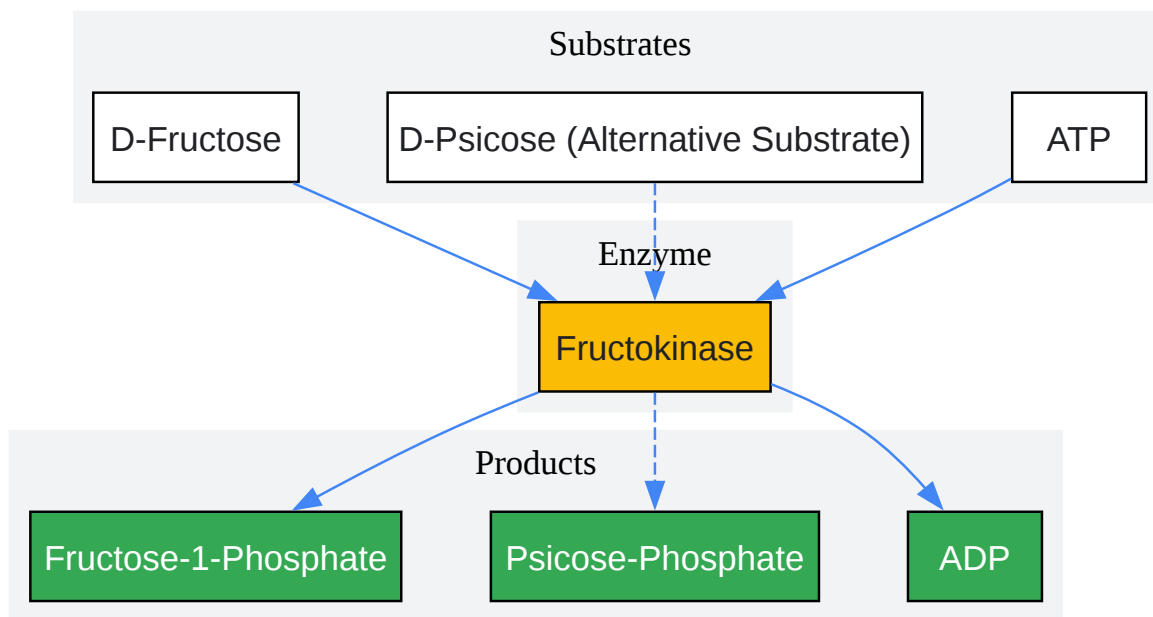 Substrates
D-Fructose
D-Psicose (Alternative Substrate)
ATP
Enzyme
Fructokinase
Products
Fructose-1-Phosphate
Psicose-Phosphate
ADP